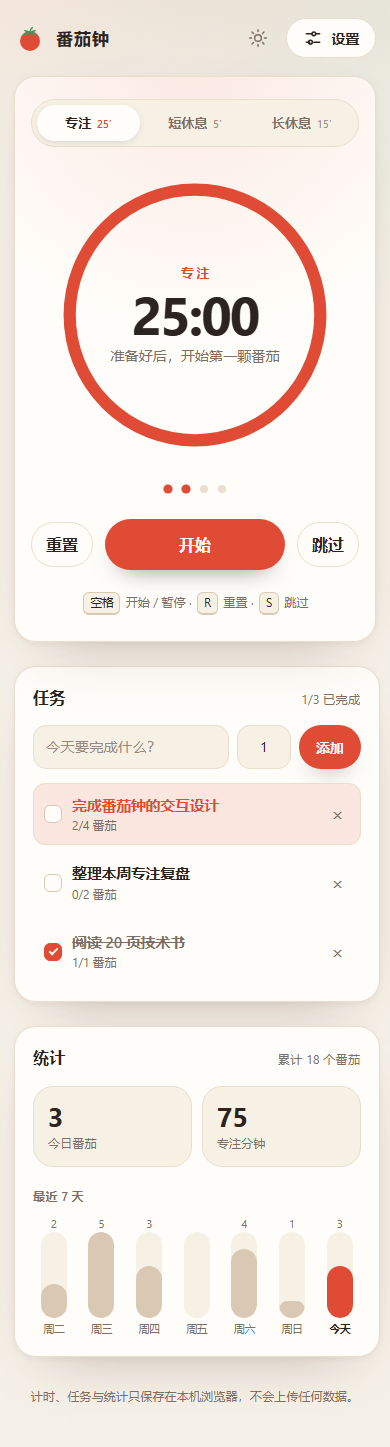 番茄钟
设置
专注 25'
短休息 5'
长休息 15'
专注
25:00
准备好后，开始第一颗番茄
重置
开始
跳过
空格 开始 / 暂停 · R 重置 · S 跳过
任务
1/3 已完成
今天要完成什么?
1
添加
完成番茄钟的交互设计
2/4 番茄
×
整理本周专注复盘
0/2 番茄
×
阅读 20 页技术书
1/1 番茄
×
统计
累计 18 个番茄
3
今日番茄
75
专注分钟
最近 7 天
2 5 3 4 1 3
周二 周三 周四 周五 周六 周日 今天
计时、任务与统计只保存在本机浏览器，不会上传任何数据。